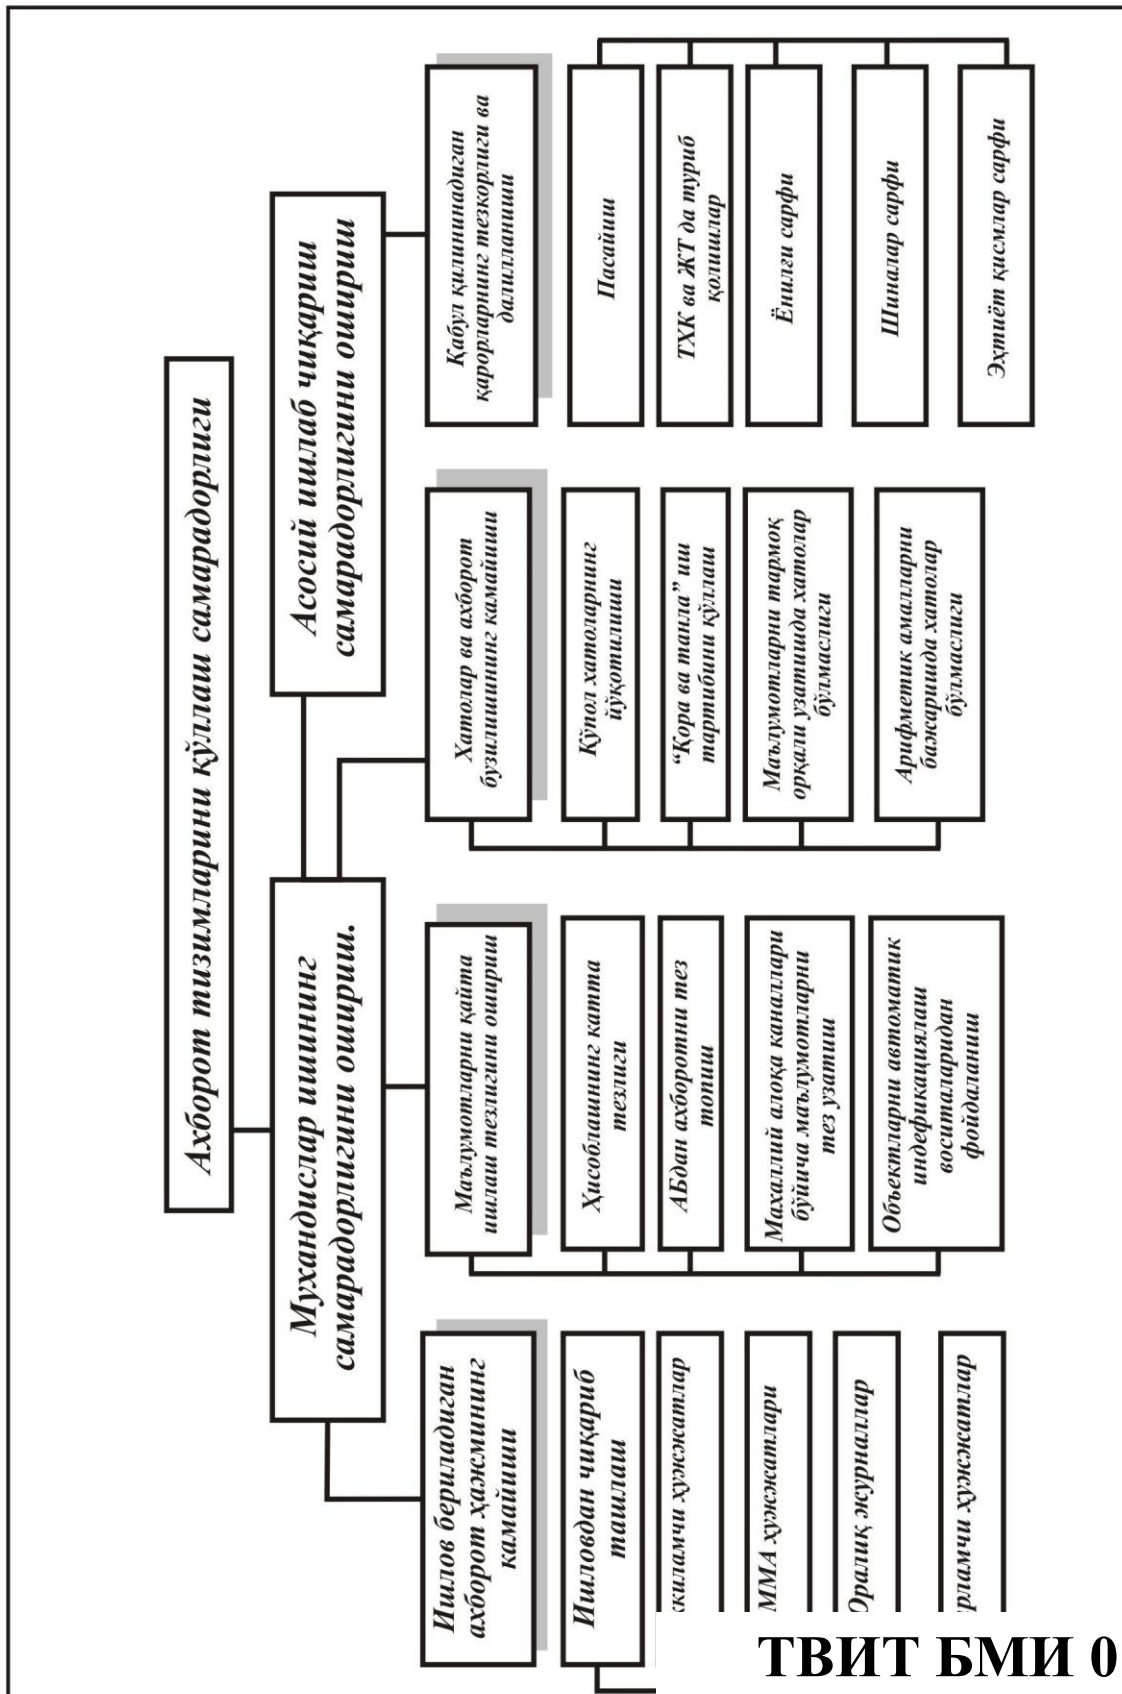 Ахборот тизимларини қўллаш самарадорлиги
Мухандислар ишининг
самарадорлигини ошириш.
Асосий ишлаб чиқариш
самарадорлигини ошириш
Ишлов бериладиган
ахборот ҳажмининг
камайиши
Ишловдан чиқариб
ташлаш
ҳужжатлар
ММА ҳужжатлари
Оралиқ журналлар
ҳужжатлар
Маълумотларни қайта
ишлаш тезлигини ошириш
Ҳисоблашнинг катта
тезлиги
АБдан ахборотни тез
топиш
Махаллий алоқа каналлари
бўйича маълумотларни
тез узатиш
Объектларни автоматик
индефикациялаш
воситаларидан
фойдаланиш
Хатолар ва ахборот
бузилишининг камайиши
Қўпол хатоларнинг
йўқотилиши
“Қора ва танла” иш
тартибини қўллаш
Маълумотларни тармоқ
орқали узатишда хатолар
бўлмаслиги
Арифметик амалларни
бажаришда хатолар
бўлмаслиги
Қабул қилининадиган
қарорларнинг тезкорлиги ва
далилланиши
Пасайиш
ТХК ва ЖТ да туриб
қолишлар
Ёнилғи сарфи
Шиналар сарфи
Эҳтиёт қисмлар сарфи
ТВИТ БМИ 0